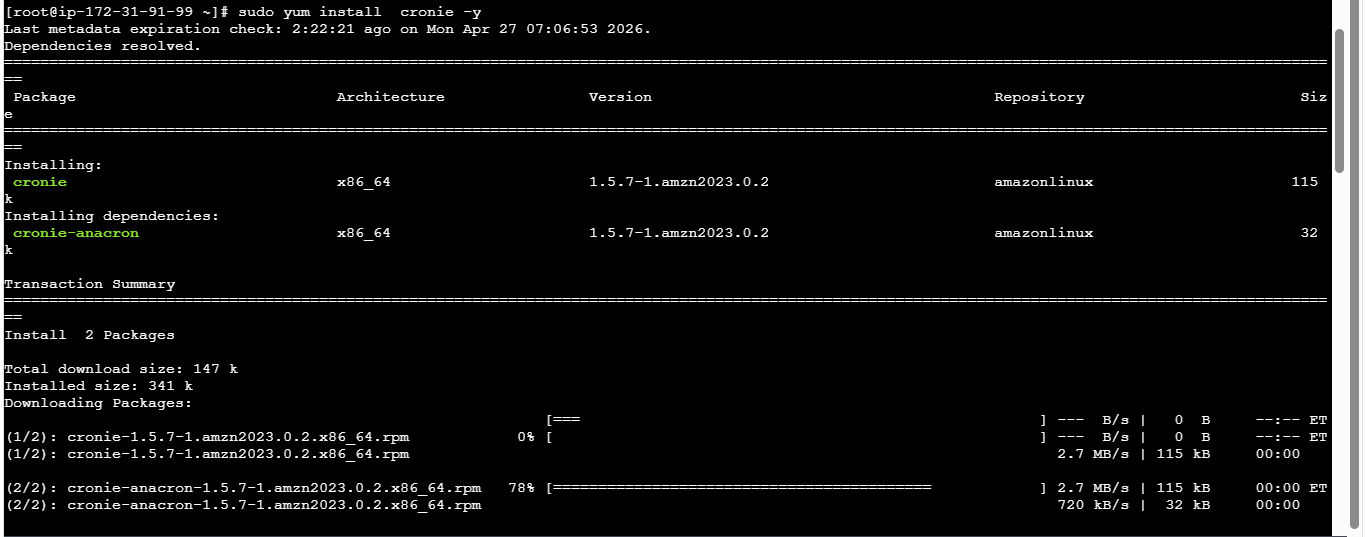 [root@ip-172-31-91-99 ~]# sudo yum install  cronie -y
Last metadata expiration check: 2:22:21 ago on Mon Apr 27 07:06:53 2026.
Dependencies resolved.
===================================================================================================================================================
==
 Package                             Architecture                Version                                      Repository                        Siz
e
===================================================================================================================================================
==
Installing:
 cronie                              x86_64                      1.5.7-1.amzn2023.0.2                         amazonlinux                      115
k
Installing dependencies:
 cronie-anacron                      x86_64                      1.5.7-1.amzn2023.0.2                         amazonlinux                       32
k
Transaction Summary
===================================================================================================================================================
==
Install  2 Packages
Total download size: 147 k
Installed size: 341 k
Downloading Packages:
                                                            [===                                                   ] ---  B/s |   0  B     --:-- ET
(1/2): cronie-1.5.7-1.amzn2023.0.2.x86_64.rpm            0% [                                                      ] ---  B/s |   0  B     --:-- ET
(1/2): cronie-1.5.7-1.amzn2023.0.2.x86_64.rpm                                                                        2.7 MB/s | 115 kB     00:00
(2/2): cronie-anacron-1.5.7-1.amzn2023.0.2.x86_64.rpm   78% [==========================================            ] 2.7 MB/s | 115 kB     00:00 ET
(2/2): cronie-anacron-1.5.7-1.amzn2023.0.2.x86_64.rpm                                                                720 kB/s |  32 kB     00:00